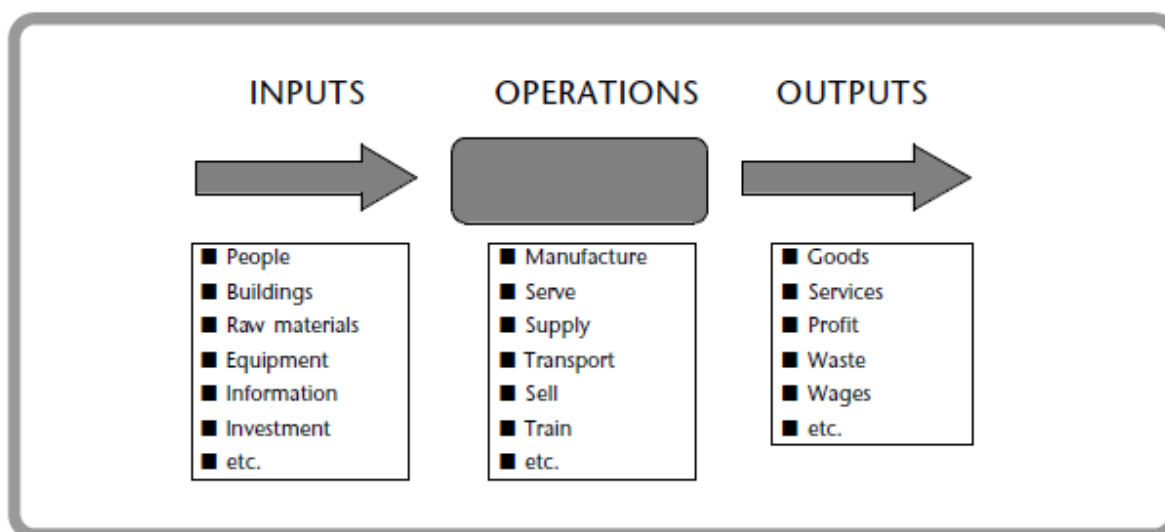 INPUTS
OPERATIONS
OUTPUTS
■ People
■ Buildings
■ Raw materials
■ Equipment
■ Information
■ Investment
■ etc.
■ Manufacture
■ Serve
■ Supply
■ Transport
■ Sell
■ Train
■ etc.
■ Goods
■ Services
■ Profit
■ Waste
■ Wages
■ etc.